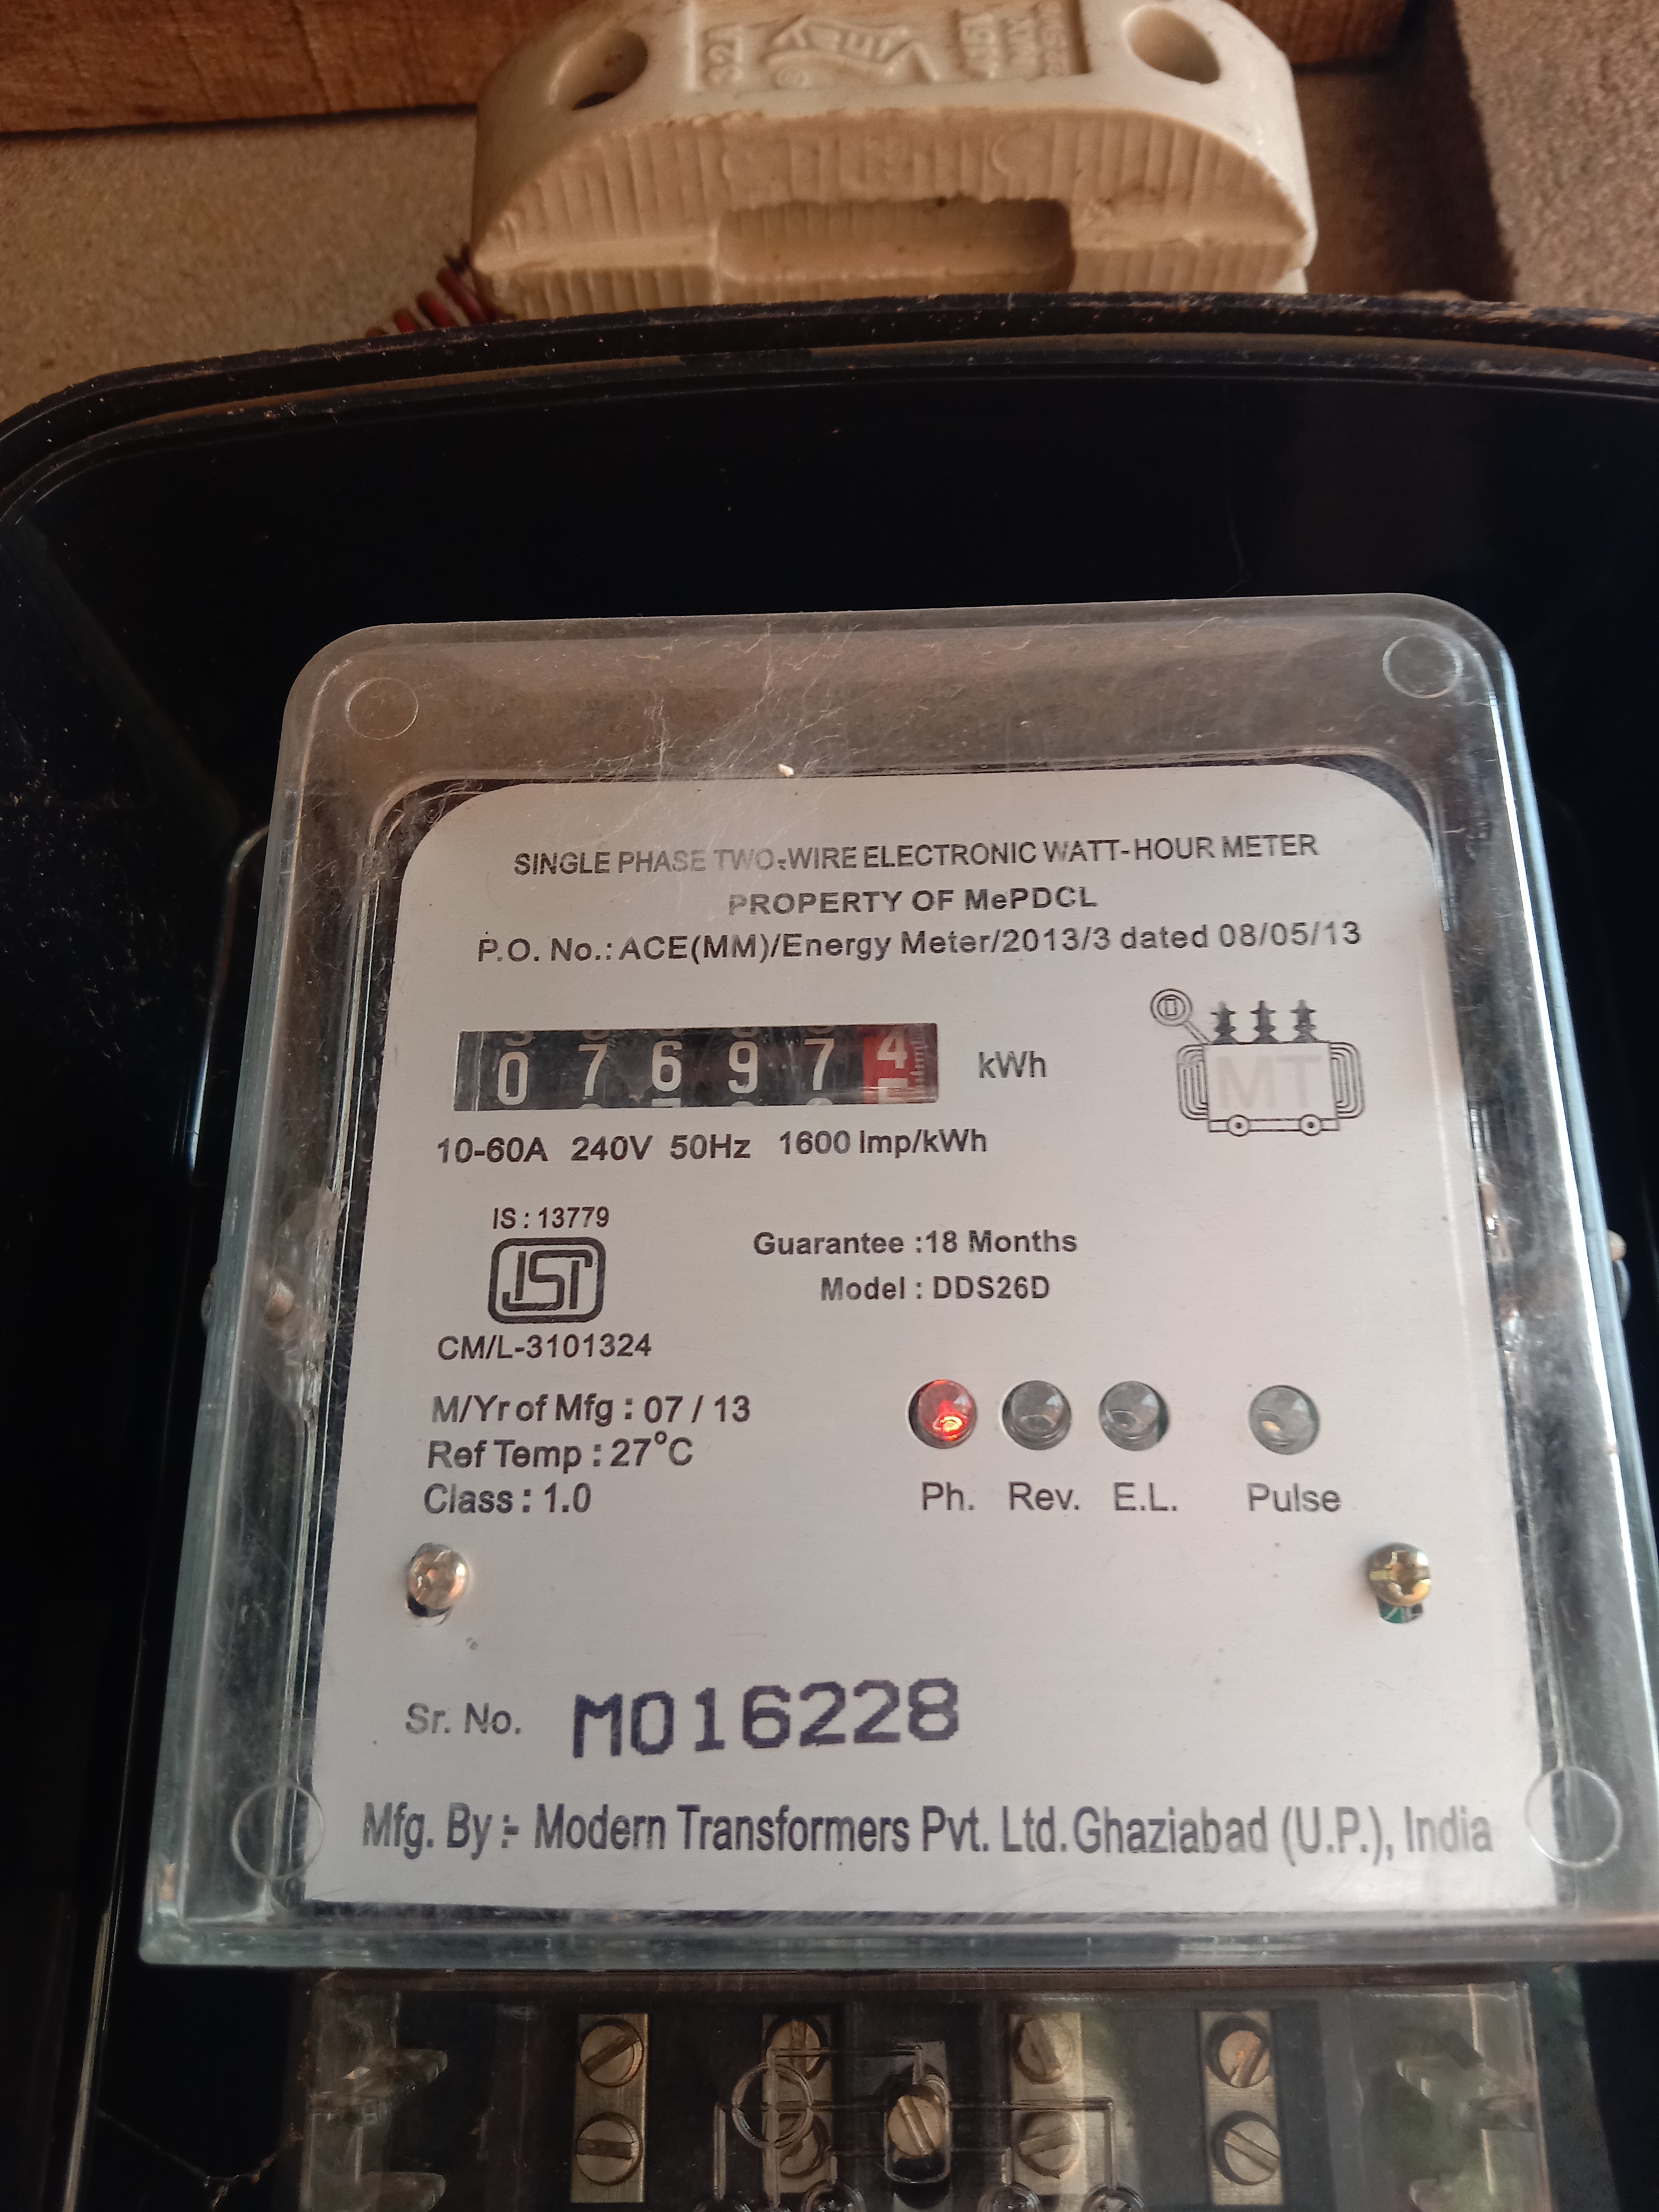 321
SINGLE PHASE TWO-WIRE ELECTRONIC WATT-HOUR METER
PROPERTY OF MePDCL
P.O. No.: ACE(MM)/Energy Meter/2013/3 dated 08/05/13
0 7 6 9 7 4 kWh
MT
10-60A 240V 50Hz 1600 imp/kWh
IS : 13779
Guarantee :18 Months
Model : DDS26D
CM/L-3101324
M/Yr of Mfg : 07 / 13
Ref Temp : 27°C
Class : 1.0
Ph. Rev. E.L. Pulse
Sr. No. M016228
Mfg. By :- Modern Transformers Pvt. Ltd. Ghaziabad (U.P.), India